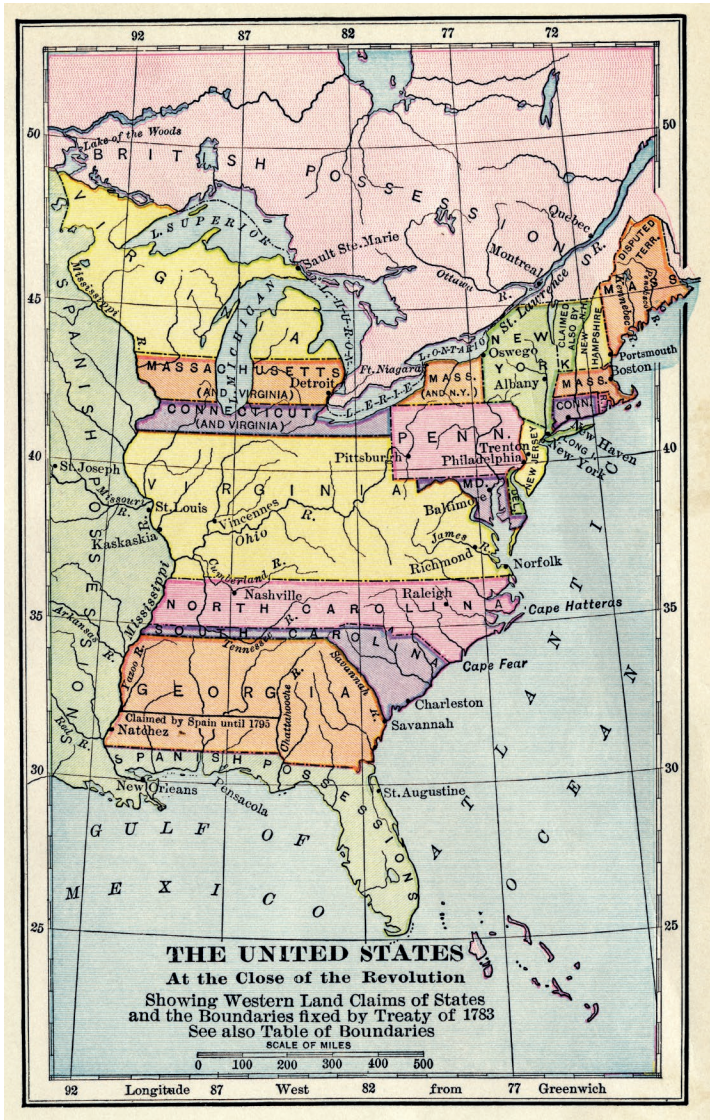 92 87 82 77 72
50
50
Lake of the Woods
BRITISH POSSESSIONS
Quebec
L. SUPERIOR
Sault Ste. Marie
Montreal
Ottawa R.
St. Lawrence R.
DISPUTED TERR.
MASS.
Kennebec R.
VIRGINIA
Mississippi R.
L. MICHIGAN
L. HURON
45
45
L. ONTARIO
NEW YORK
CLAIMED ALSO BY NEW HAMPSHIRE
N.H.
Oswego
Albany
Portsmouth
Boston
Ft. Niagara
MASSACHUSETTS
(AND VIRGINIA)
Detroit
L. ERIE
MASS.
(AND N.Y.)
MASS.
CONN.
R.I.
CONNECTICUT
(AND VIRGINIA)
New Haven
LONG I.
New York
SPANISH POSSESSIONS
PENN.
Pittsburgh
Trenton
Philadelphia
NEW JERSEY
40
40
St. Joseph
Missouri R.
St. Louis
Kaskaskia
Vincennes
Ohio R.
VIRGINIA
MD.
Baltimore
DEL.
James R.
Richmond
Norfolk
Cumberland R.
Nashville
Raleigh
NORTH CAROLINA
Cape Hatteras
35
35
Mississippi R.
Arkansas R.
SOUTH CAROLINA
Tennessee R.
Cape Fear
Yazoo R.
GEORGIA
Savannah R.
Chattahooche R.
Charleston
Savannah
Claimed by Spain until 1795
Red R.
Natchez
30
30
SPANISH POSSESSIONS
New Orleans
Pensacola
St. Augustine
GULF OF
MEXICO
ATLANTIC
OCEAN
25
25
THE UNITED STATES
At the Close of the Revolution
Showing Western Land Claims of States
and the Boundaries fixed by Treaty of 1783
See also Table of Boundaries
SCALE OF MILES
0 100 200 300 400 500
92 Longitude 87 West 82 from 77 Greenwich